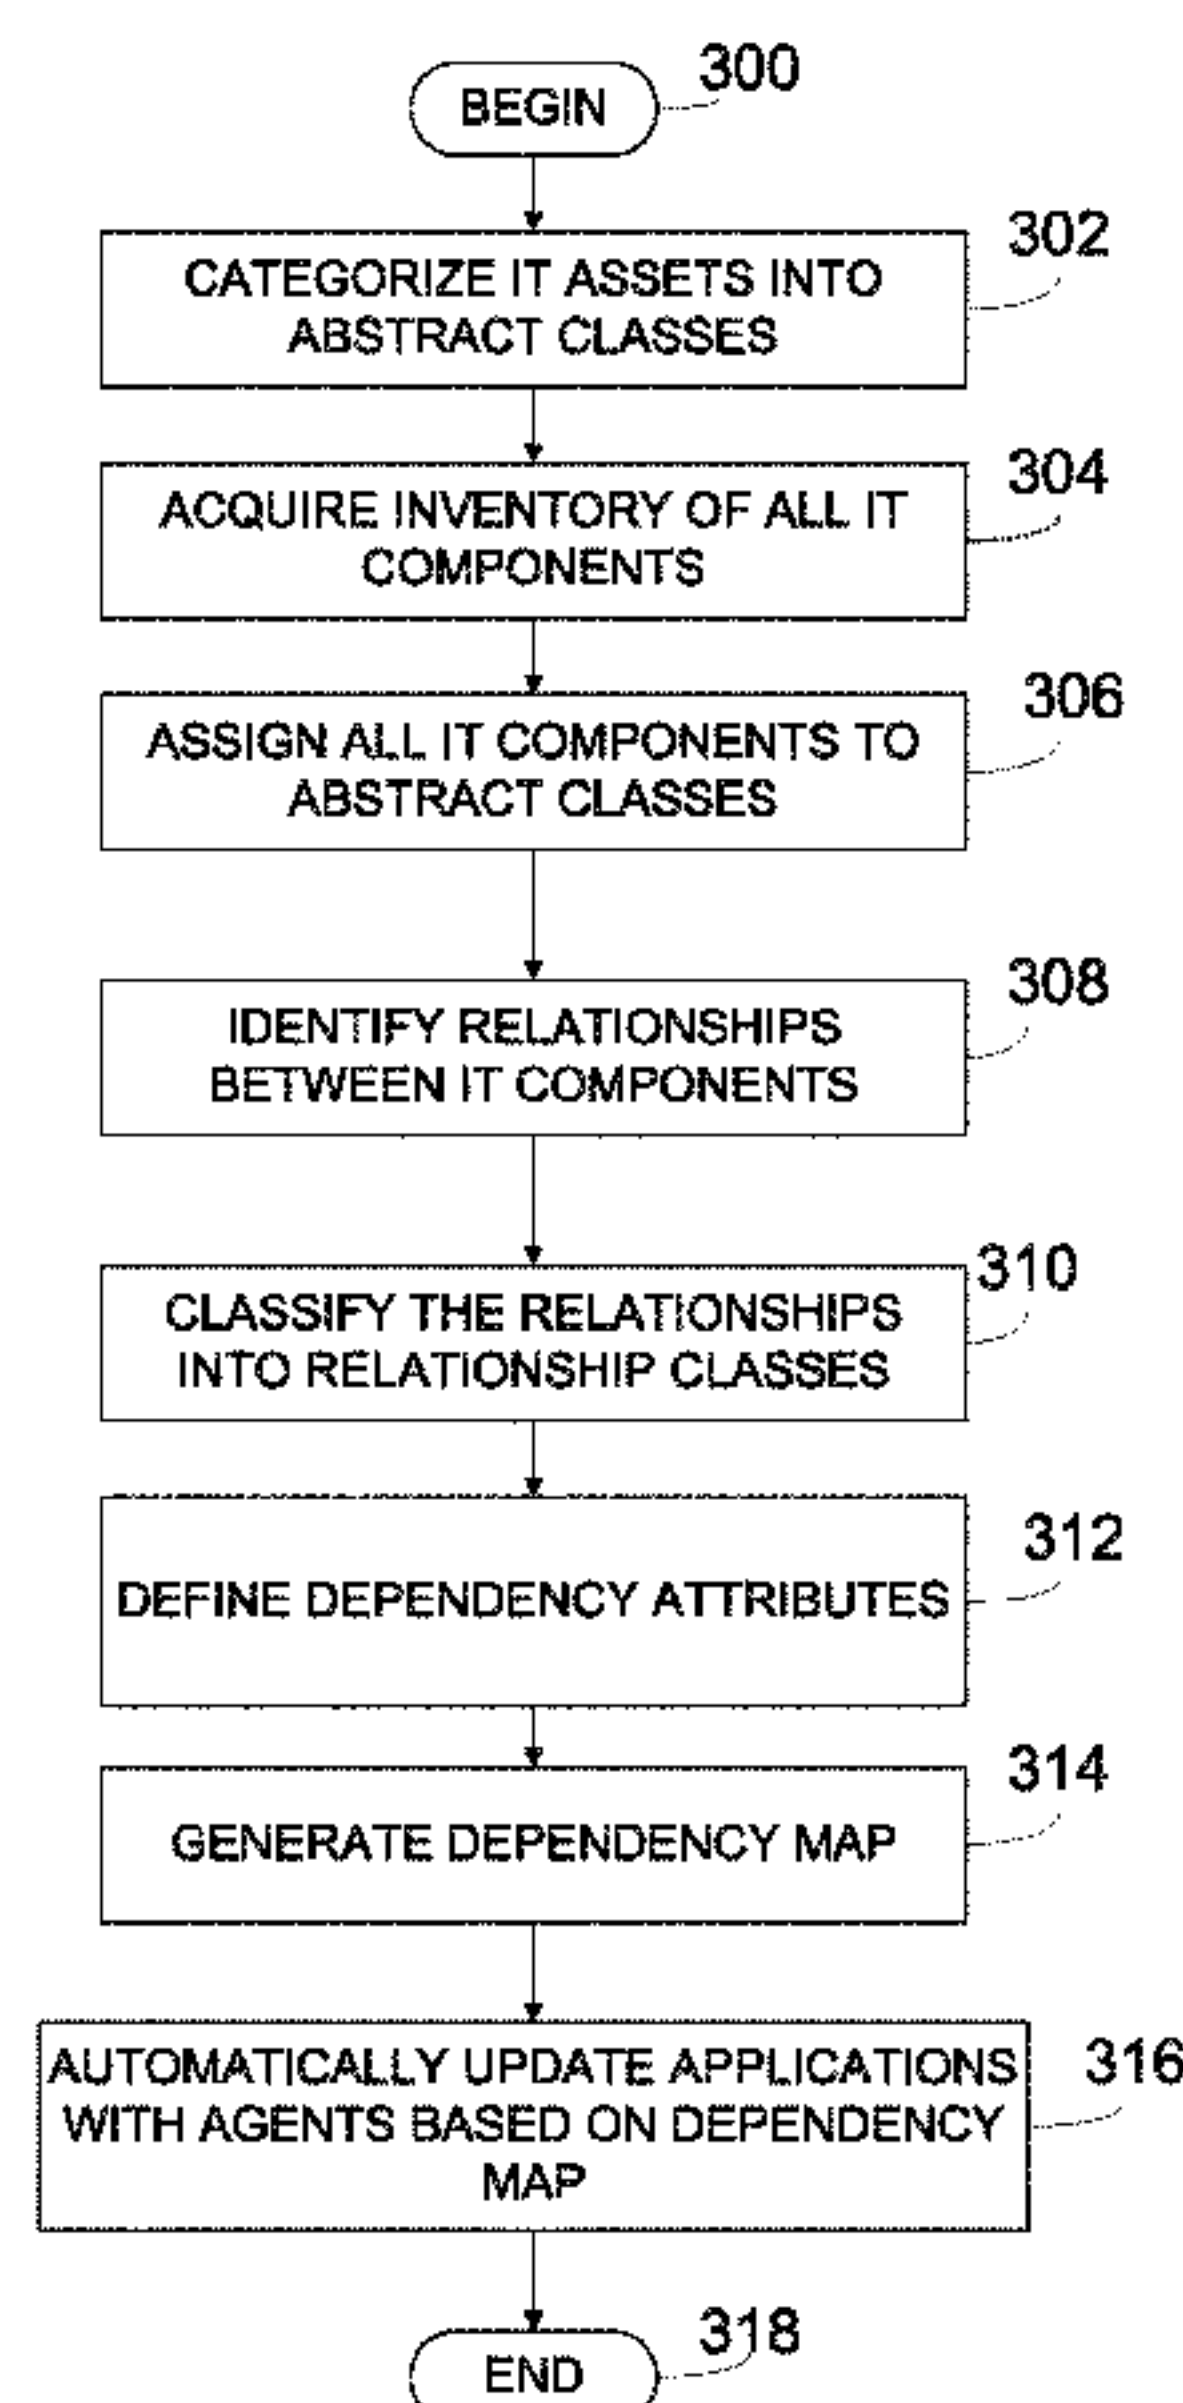 BEGIN
300
302
CATEGORIZE IT ASSETS INTO
ABSTRACT CLASSES
304
ACQUIRE INVENTORY OF ALL IT
COMPONENTS
306
ASSIGN ALL IT COMPONENTS TO
ABSTRACT CLASSES
308
IDENTIFY RELATIONSHIPS
BETWEEN IT COMPONENTS
310
CLASSIFY THE RELATIONSHIPS
INTO RELATIONSHIP CLASSES
312
DEFINE DEPENDENCY ATTRIBUTES
314
GENERATE DEPENDENCY MAP
316
AUTOMATICALLY UPDATE APPLICATIONS
WITH AGENTS BASED ON DEPENDENCY
MAP
318
END